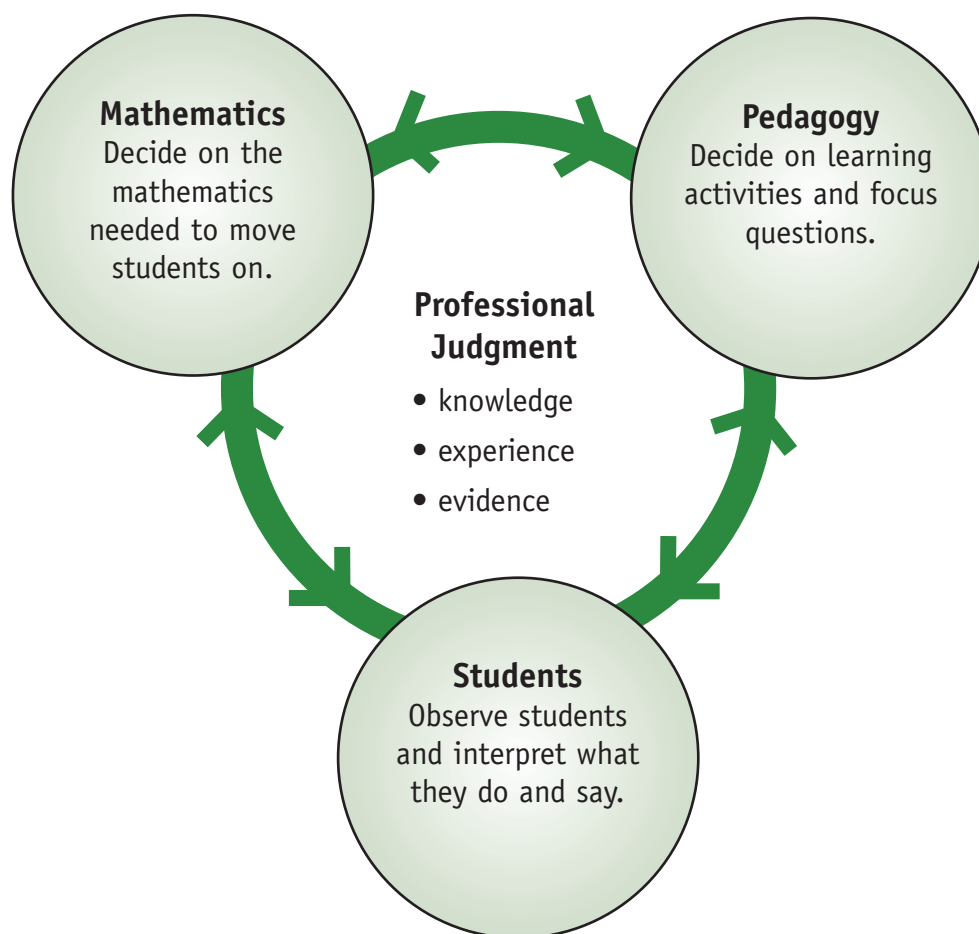 Mathematics
Decide on the
mathematics
needed to move
students on.
Pedagogy
Decide on learning
activities and focus
questions.
Professional
Judgment
• knowledge
• experience
• evidence
Students
Observe students
and interpret what
they do and say.